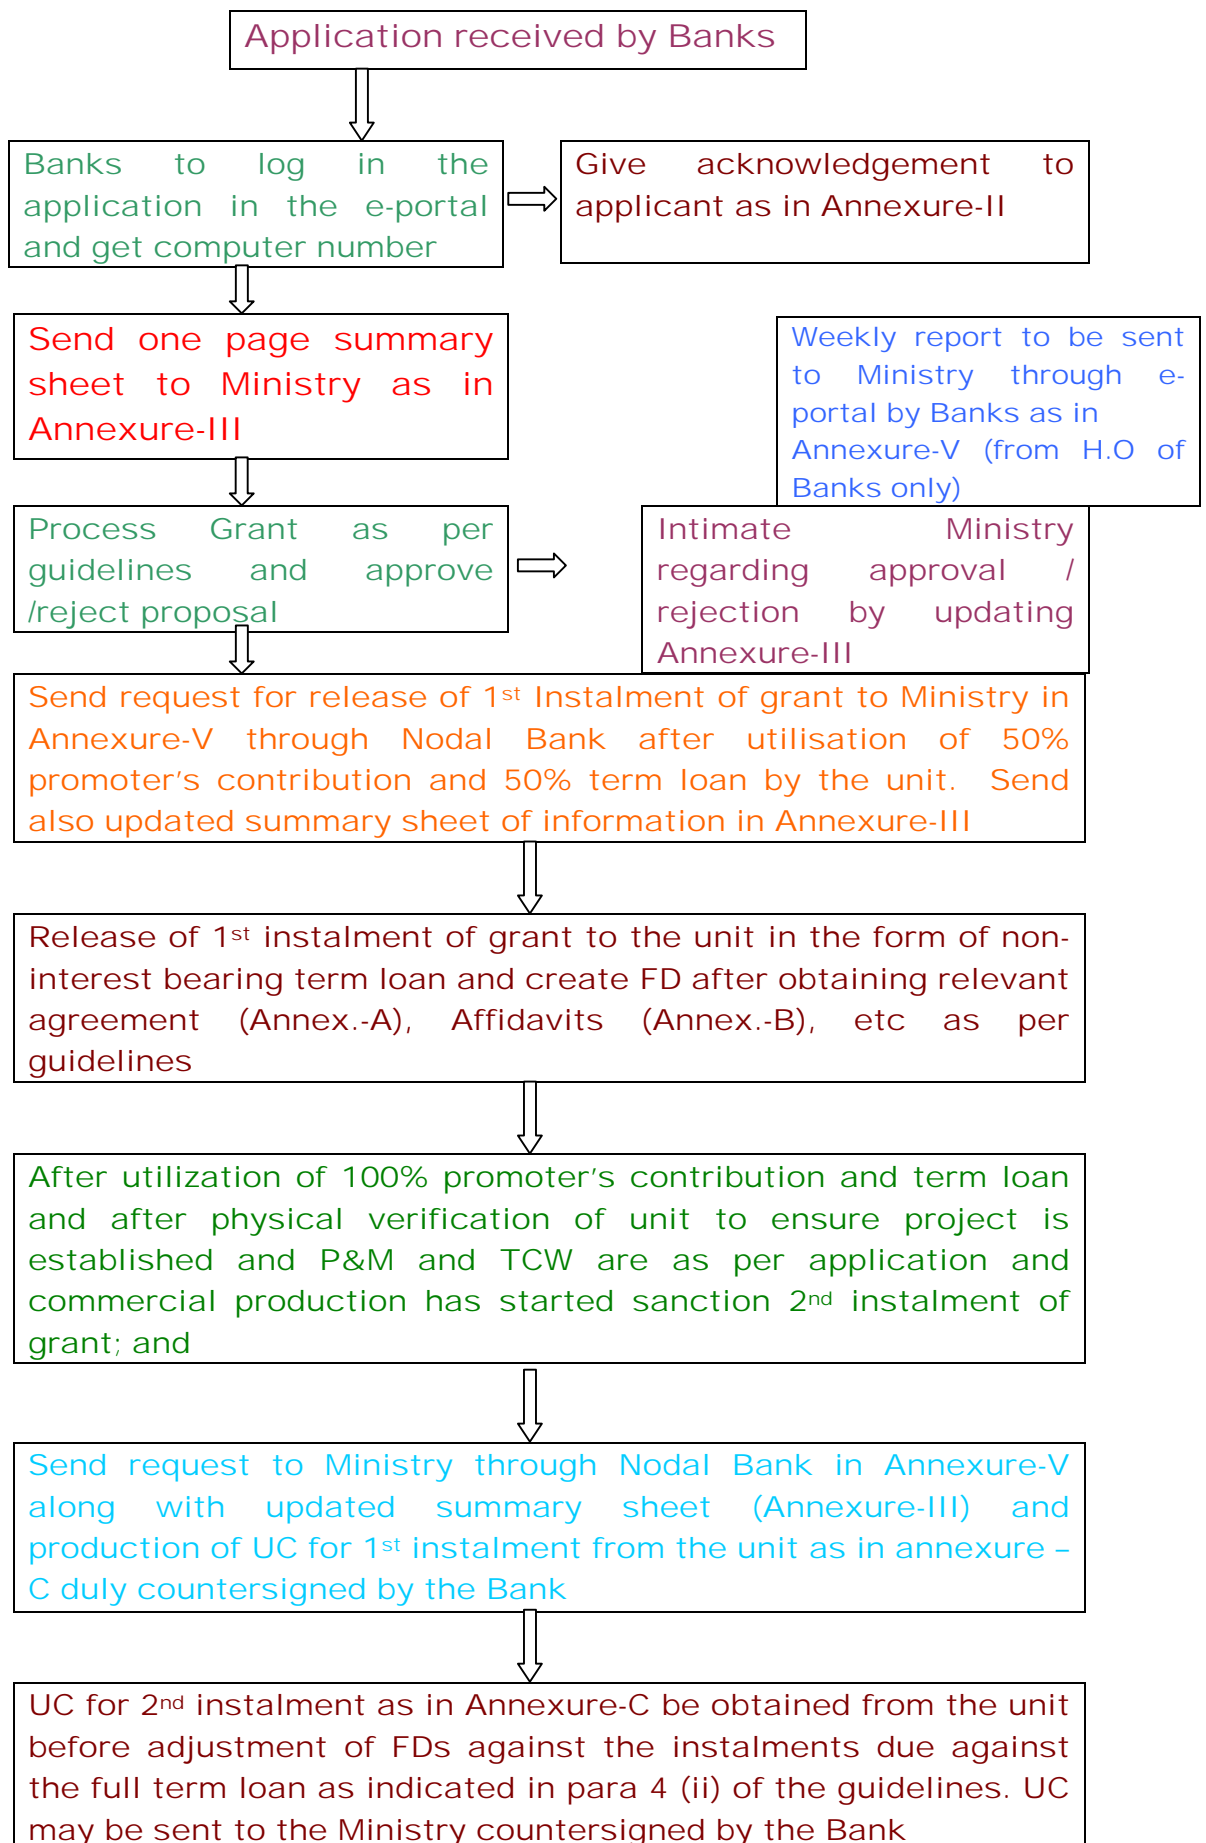 Application received by Banks
Banks to log in the
application in the e-portal
and get computer number
Give acknowledgement to
applicant as in Annexure-II
Send one page summary
sheet to Ministry as in
Annexure-III
Weekly report to be sent
to Ministry through e-
portal by Banks as in
Annexure-V (from H.O of
Banks only)
Process Grant as per
guidelines and approve
/reject proposal
Intimate Ministry
regarding approval /
rejection by updating
Annexure-III
Send request for release of 1st Instalment of grant to Ministry in
Annexure-V through Nodal Bank after utilisation of 50%
promoter's contribution and 50% term loan by the unit. Send
also updated summary sheet of information in Annexure-III
Release of 1st instalment of grant to the unit in the form of non-
interest bearing term loan and create FD after obtaining relevant
agreement (Annex.-A), Affidavits (Annex.-B), etc as per
guidelines
After utilization of 100% promoter's contribution and term loan
and after physical verification of unit to ensure project is
established and P&M and TCW are as per application and
commercial production has started sanction 2nd instalment of
grant; and
Send request to Ministry through Nodal Bank in Annexure-V
along with updated summary sheet (Annexure-III) and
production of UC for 1st instalment from the unit as in annexure –
C duly countersigned by the Bank
UC for 2nd instalment as in Annexure-C be obtained from the unit
before adjustment of FDs against the instalments due against
the full term loan as indicated in para 4 (ii) of the guidelines. UC
may be sent to the Ministry countersigned by the Bank